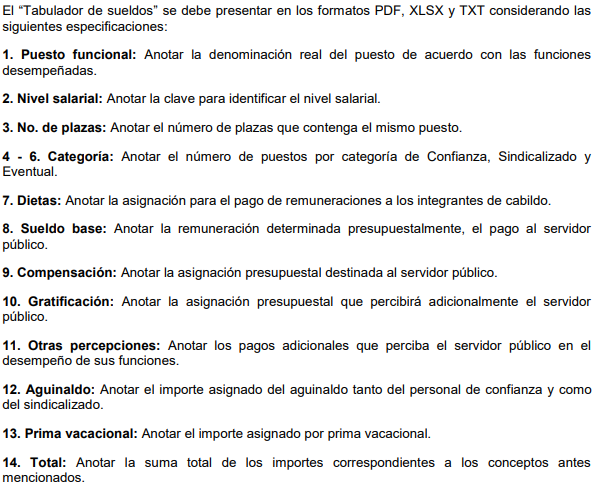 El “Tabulador de sueldos” se debe presentar en los formatos PDF, XLSX y TXT considerando las
siguientes especificaciones:
1. Puesto funcional: Anotar la denominación real del puesto de acuerdo con las funciones
desempeñadas.
2. Nivel salarial: Anotar la clave para identificar el nivel salarial.
3. No. de plazas: Anotar el número de plazas que contenga el mismo puesto.
4 - 6. Categoría: Anotar el número de puestos por categoría de Confianza, Sindicalizado y
Eventual.
7. Dietas: Anotar la asignación para el pago de remuneraciones a los integrantes de cabildo.
8. Sueldo base: Anotar la remuneración determinada presupuestalmente, el pago al servidor
público.
9. Compensación: Anotar la asignación presupuestal destinada al servidor público.
10. Gratificación: Anotar la asignación presupuestal que percibirá adicionalmente el servidor
público.
11. Otras percepciones: Anotar los pagos adicionales que perciba el servidor público en el
desempeño de sus funciones.
12. Aguinaldo: Anotar el importe asignado del aguinaldo tanto del personal de confianza y como
del sindicalizado.
13. Prima vacacional: Anotar el importe asignado por prima vacacional.
14. Total: Anotar la suma total de los importes correspondientes a los conceptos antes
mencionados.